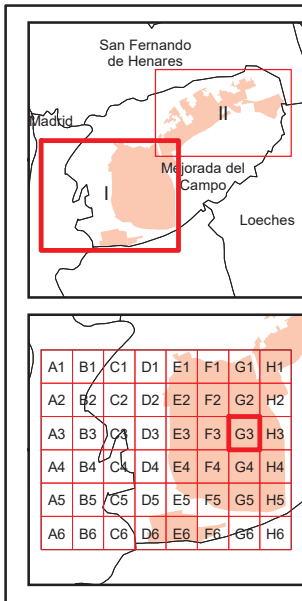 San Fernando
de Henares
Madrid
II
Mejorada del
Campo
I
Loeches
A1 B1 C1 D1 E1 F1 G1 H1
A2 B2 C2 D2 E2 F2 G2 H2
A3 B3 C3 D3 E3 F3 G3 H3
A4 B4 C4 D4 E4 F4 G4 H4
A5 B5 C5 D5 E5 F5 G5 H5
A6 B6 C6 D6 E6 F6 G6 H6